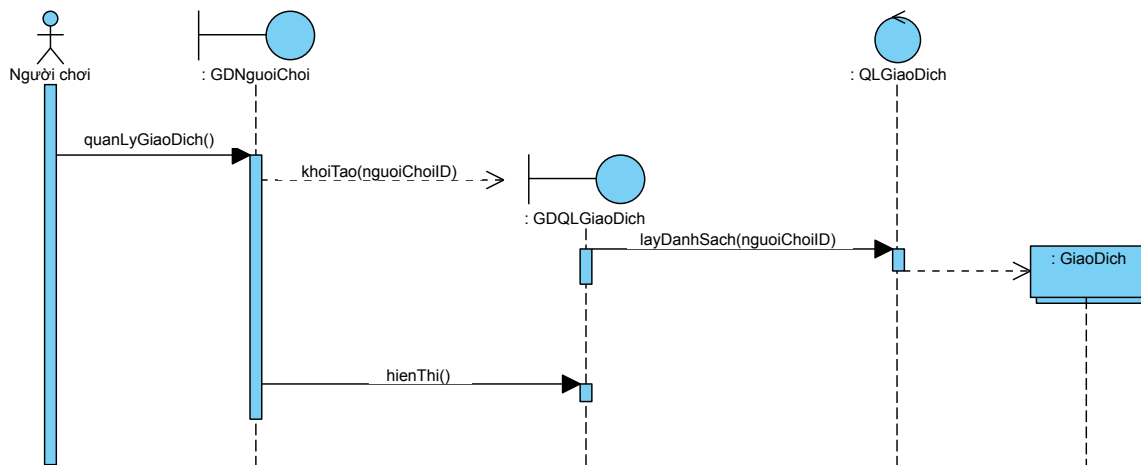 Người chơi
: GDNguoiChoi
: QLGiaoDich
quanLyGiaoDich()
khoiTao(nguoiChoiID)
: GDQLGiaoDich
layDanhSach(nguoiChoiID)
: GiaoDich
hienThi()